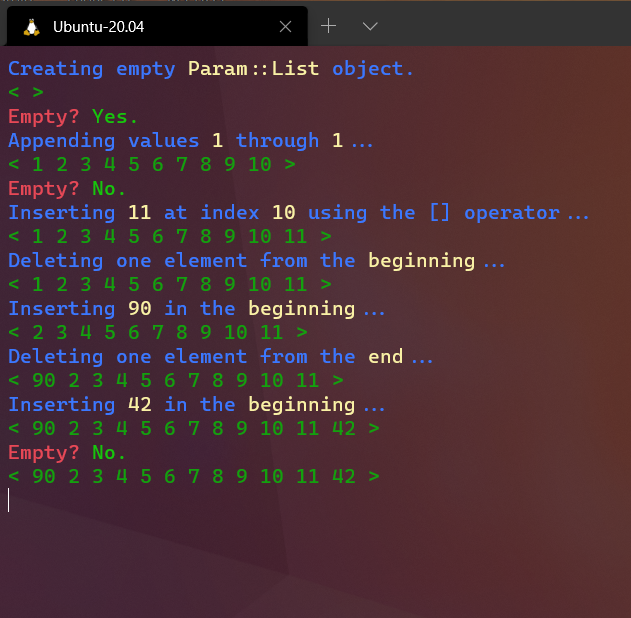 Ubuntu-20.04
Creating empty Param::List object.
< >
Empty? Yes.
Appending values 1 through 1...
< 1 2 3 4 5 6 7 8 9 10 >
Empty? No.
Inserting 11 at index 10 using the [] operator...
< 1 2 3 4 5 6 7 8 9 10 11 >
Deleting one element from the beginning...
< 1 2 3 4 5 6 7 8 9 10 11 >
Inserting 90 in the beginning...
< 2 3 4 5 6 7 8 9 10 11 >
Deleting one element from the end...
< 90 2 3 4 5 6 7 8 9 10 11 >
Inserting 42 in the beginning...
< 90 2 3 4 5 6 7 8 9 10 11 42 >
Empty? No.
< 90 2 3 4 5 6 7 8 9 10 11 42 >